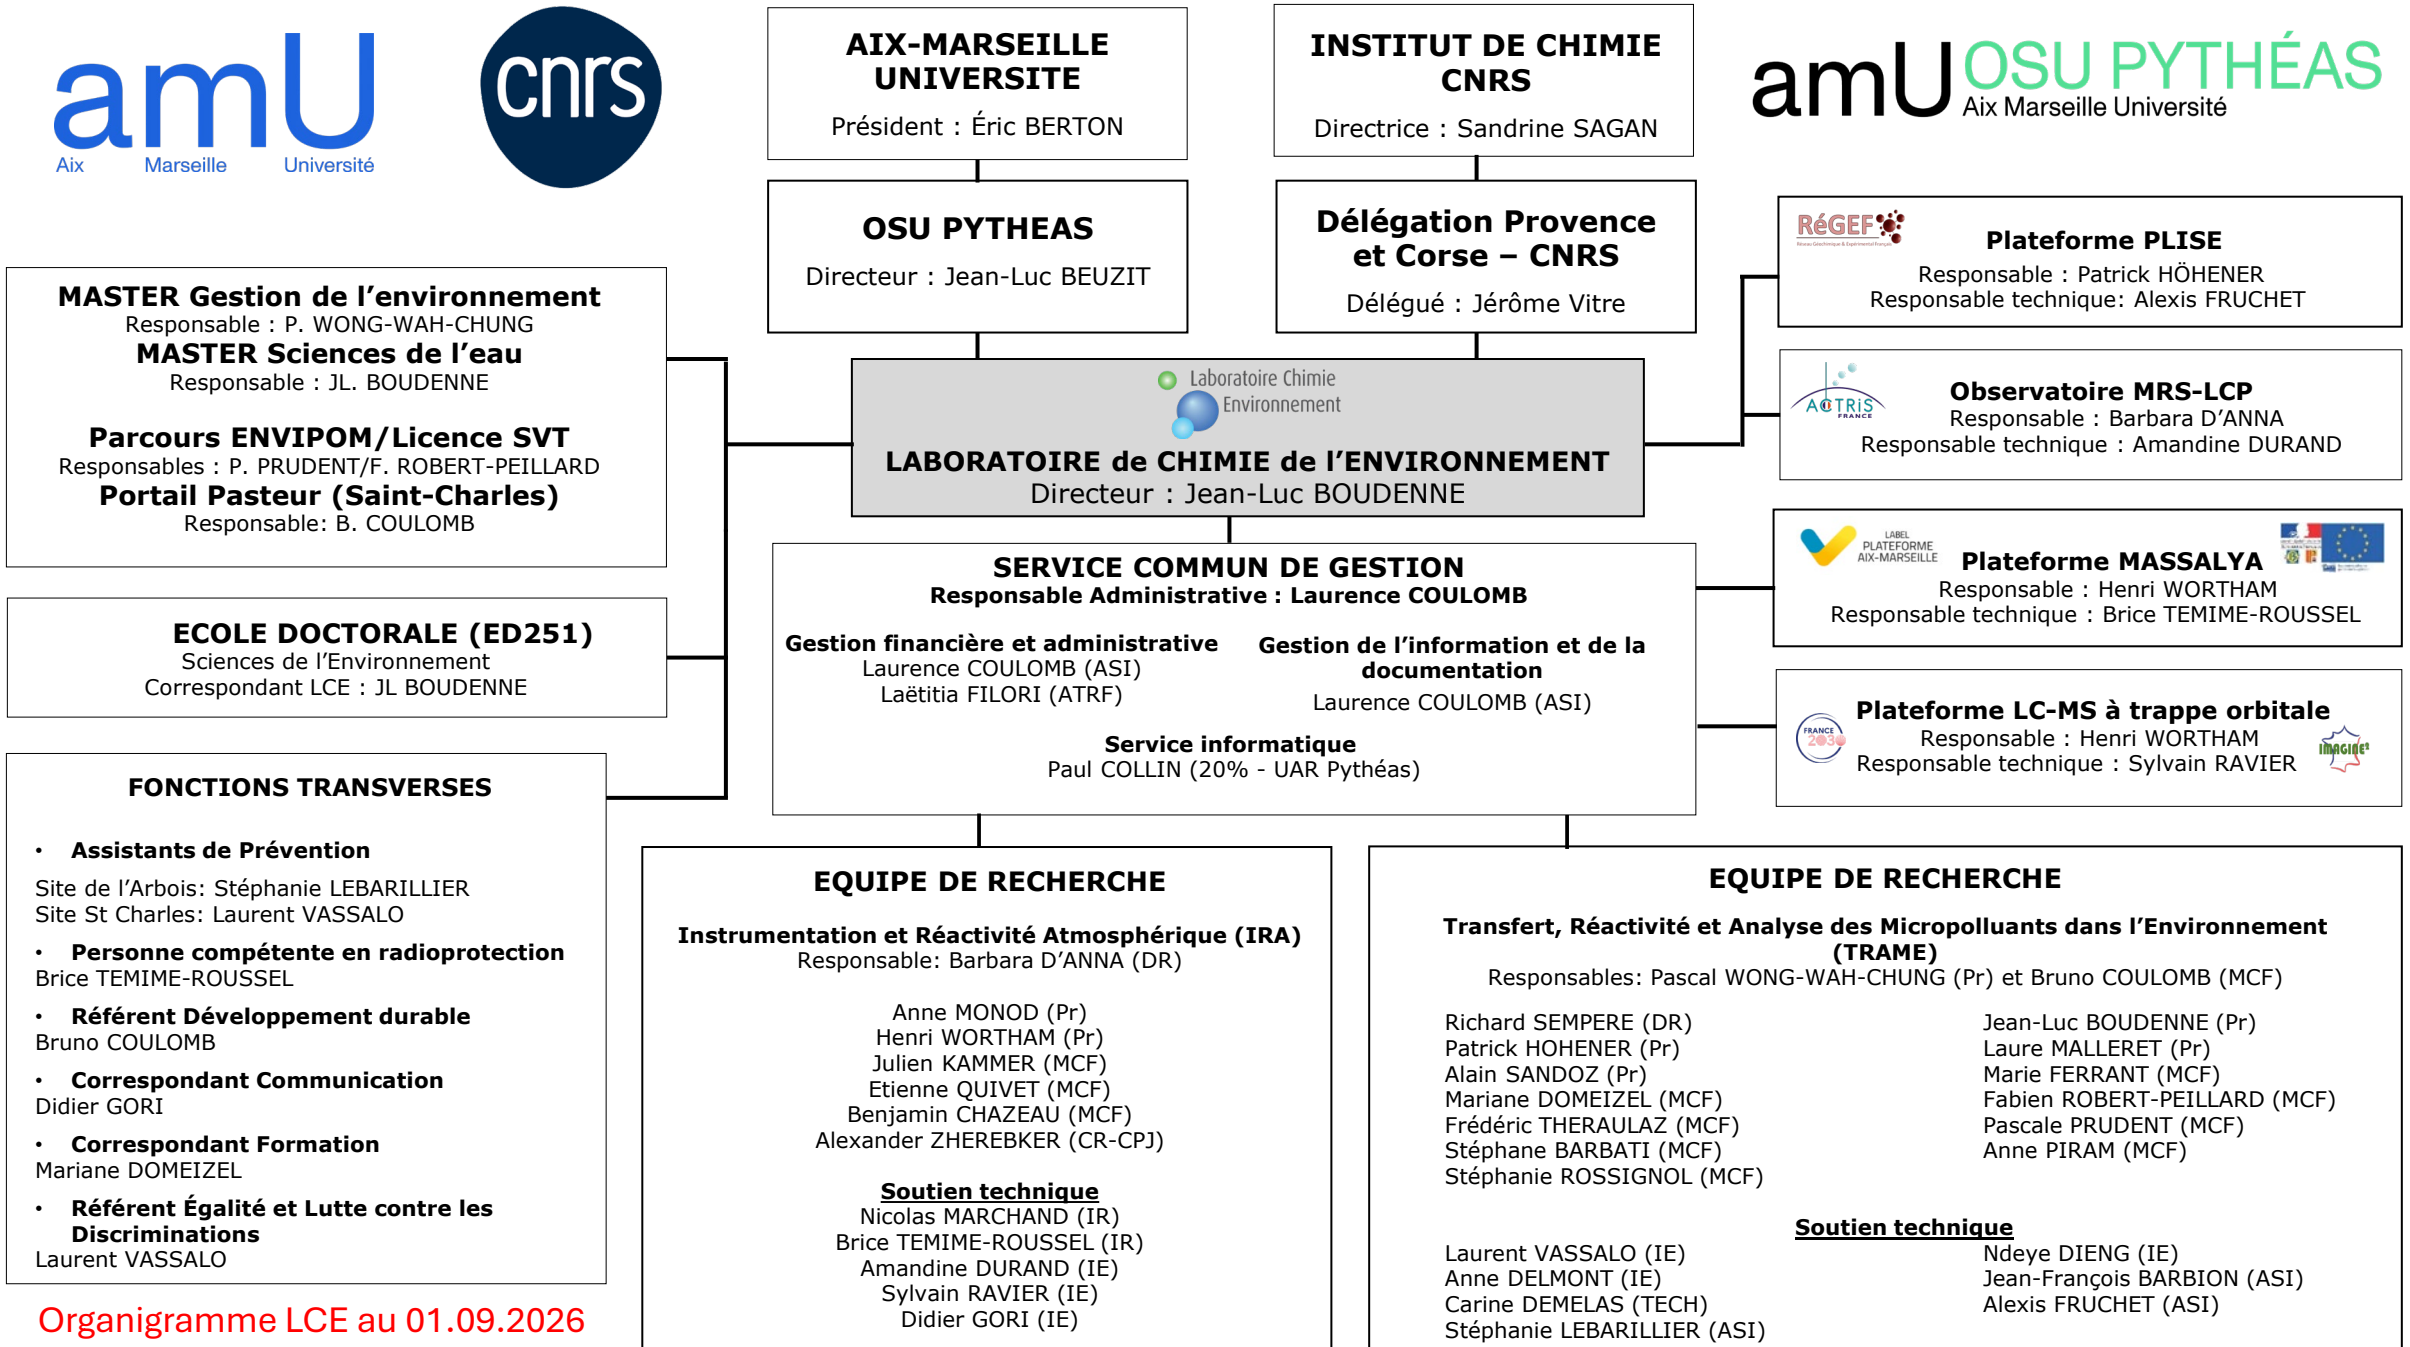 amU
Aix Marseille Université
cnrs
AIX-MARSEILLE
UNIVERSITE
Président : Éric BERTON
INSTITUT DE CHIMIE
CNRS
Directrice : Sandrine SAGAN
amU OSU PYTHÉAS
Aix Marseille Université
OSU PYTHEAS
Directeur : Jean-Luc BEUZIT
Délégation Provence
et Corse – CNRS
Délégué : Jérôme Vitre
MASTER Gestion de l’environnement
Responsable : P. WONG-WAH-CHUNG
MASTER Sciences de l’eau
Responsable : JL. BOUDENNE
Parcours ENVIPOM/Licence SVT
Responsables : P. PRUDENT/F. ROBERT-PEILLARD
Portail Pasteur (Saint-Charles)
Responsable: B. COULOMB
Laboratoire Chimie
Environnement
LABORATOIRE de CHIMIE de l’ENVIRONNEMENT
Directeur : Jean-Luc BOUDENNE
RéGEF
Plateforme PLISE
Responsable : Patrick HÖHENER
Responsable technique: Alexis FRUCHET
ACTRiS
FRANCE
Observatoire MRS-LCP
Responsable : Barbara D’ANNA
Responsable technique : Amandine DURAND
LABEL
PLATEFORME
AIX-MARSEILLE
Plateforme MASSALYA
Responsable : Henri WORTHAM
Responsable technique : Brice TEMIME-ROUSSEL
FRANCE
2030
Plateforme LC-MS à trappe orbitale
Responsable : Henri WORTHAM
Responsable technique : Sylvain RAVIER
IMAGINE²
ECOLE DOCTORALE (ED251)
Sciences de l’Environnement
Correspondant LCE : JL BOUDENNE
SERVICE COMMUN DE GESTION
Responsable Administrative : Laurence COULOMB
Gestion financière et administrative
Laurence COULOMB (ASI)
Laëtitia FILORI (ATRF)
Gestion de l’information et de la
documentation
Laurence COULOMB (ASI)
Service informatique
Paul COLLIN (20% - UAR Pythéas)
FONCTIONS TRANSVERSES
• Assistants de Prévention
Site de l’Arbois: Stéphanie LEBARILLIER
Site St Charles: Laurent VASSALO
• Personne compétente en radioprotection
Brice TEMIME-ROUSSEL
• Référent Développement durable
Bruno COULOMB
• Correspondant Communication
Didier GORI
• Correspondant Formation
Mariane DOMEIZEL
• Référent Égalité et Lutte contre les
Discriminations
Laurent VASSALO
Organigramme LCE au 01.09.2026
EQUIPE DE RECHERCHE
Instrumentation et Réactivité Atmosphérique (IRA)
Responsable: Barbara D’ANNA (DR)
Anne MONOD (Pr)
Henri WORTHAM (Pr)
Julien KAMMER (MCF)
Etienne QUIVET (MCF)
Benjamin CHAZEAU (MCF)
Alexander ZHEREBKER (CR-CPJ)
Soutien technique
Nicolas MARCHAND (IR)
Brice TEMIME-ROUSSEL (IR)
Amandine DURAND (IE)
Sylvain RAVIER (IE)
Didier GORI (IE)
EQUIPE DE RECHERCHE
Transfert, Réactivité et Analyse des Micropolluants dans l’Environnement
(TRAME)
Responsables: Pascal WONG-WAH-CHUNG (Pr) et Bruno COULOMB (MCF)
Richard SEMPERE (DR)
Patrick HOHENER (Pr)
Alain SANDOZ (Pr)
Mariane DOMEIZEL (MCF)
Frédéric THERAULAZ (MCF)
Stéphane BARBATI (MCF)
Stéphanie ROSSIGNOL (MCF)
Jean-Luc BOUDENNE (Pr)
Laure MALLERET (Pr)
Marie FERRANT (MCF)
Fabien ROBERT-PEILLARD (MCF)
Pascale PRUDENT (MCF)
Anne PIRAM (MCF)
Soutien technique
Laurent VASSALO (IE)
Anne DELMONT (IE)
Carine DEMELAS (TECH)
Stéphanie LEBARILLIER (ASI)
Ndeye DIENG (IE)
Jean-François BARBION (ASI)
Alexis FRUCHET (ASI)